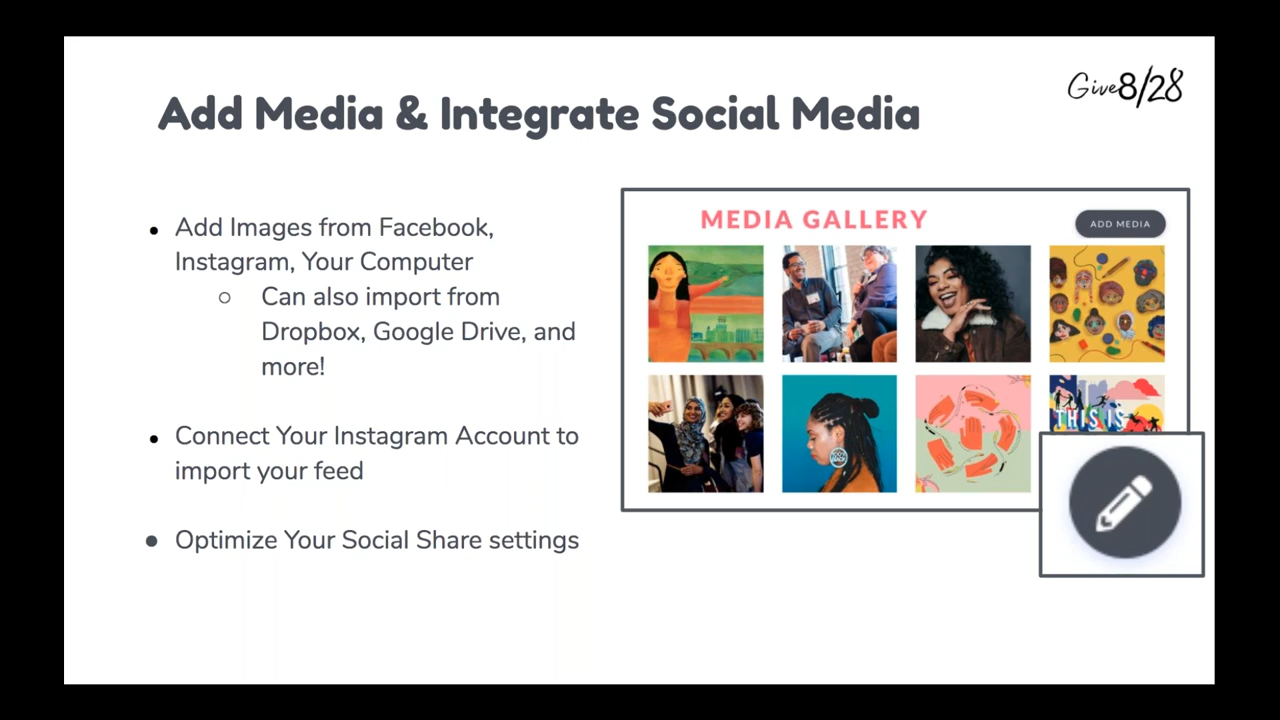 Give8/28
Add Media & Integrate Social Media
● Add Images from Facebook,
Instagram, Your Computer
○ Can also import from
Dropbox, Google Drive, and
more!
● Connect Your Instagram Account to
import your feed
● Optimize Your Social Share settings
MEDIA GALLERY
ADD MEDIA
THIS IS